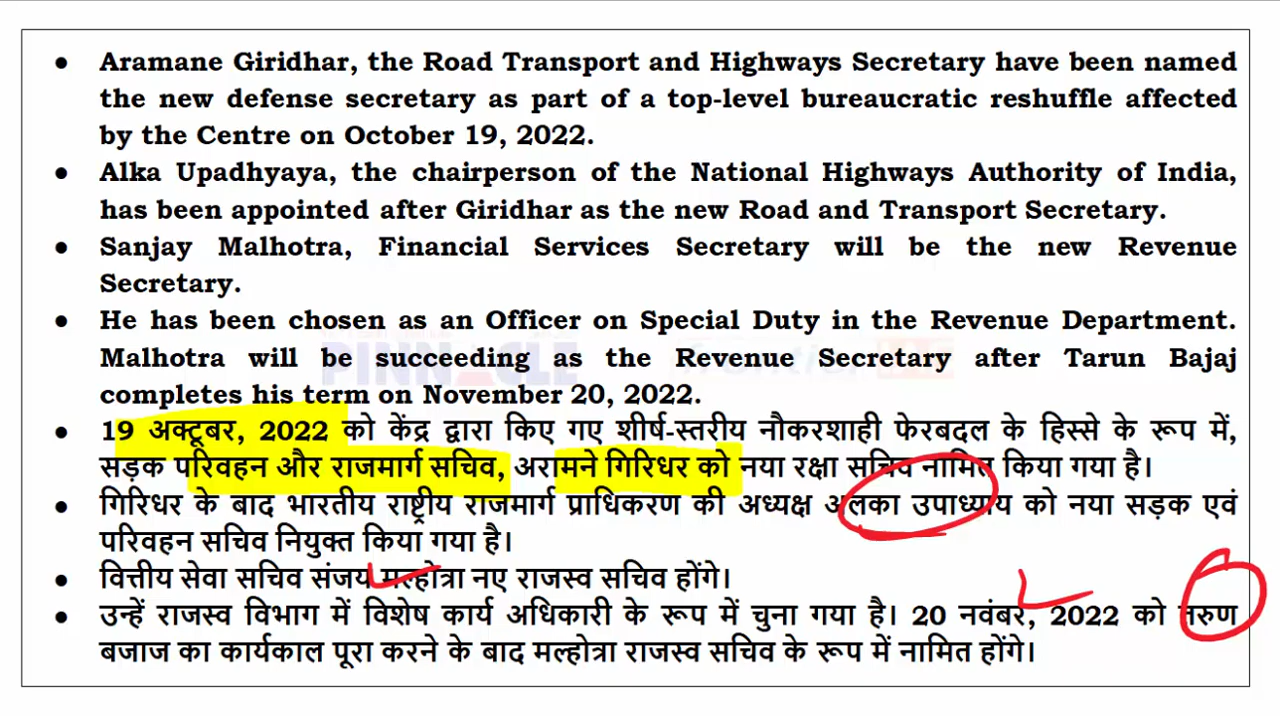 • Aramane Giridhar, the Road Transport and Highways Secretary have been named
the new defense secretary as part of a top-level bureaucratic reshuffle affected
by the Centre on October 19, 2022.
• Alka Upadhyaya, the chairperson of the National Highways Authority of India,
has been appointed after Giridhar as the new Road and Transport Secretary.
• Sanjay Malhotra, Financial Services Secretary will be the new Revenue
Secretary.
• He has been chosen as an Officer on Special Duty in the Revenue Department.
Malhotra will be succeeding as the Revenue Secretary after Tarun Bajaj
completes his term on November 20, 2022.
• 19 अक्टूबर, 2022 को केंद्र द्वारा किए गए शीर्ष-स्तरीय नौकरशाही फेरबदल के हिस्से के रूप में,
सड़क परिवहन और राजमार्ग सचिव, अरामने गिरिधर को नया रक्षा सचिव नामित किया गया है।
• गिरिधर के बाद भारतीय राष्ट्रीय राजमार्ग प्राधिकरण की अध्यक्ष अलका उपाध्याय को नया सड़क एवं
परिवहन सचिव नियुक्त किया गया है।
• वित्तीय सेवा सचिव संजय मल्होत्रा नए राजस्व सचिव होंगे।
• उन्हें राजस्व विभाग में विशेष कार्य अधिकारी के रूप में चुना गया है। 20 नवंबर, 2022 को तरुण
बजाज का कार्यकाल पूरा करने के बाद मल्होत्रा राजस्व सचिव के रूप में नामित होंगे।
PINNACLE